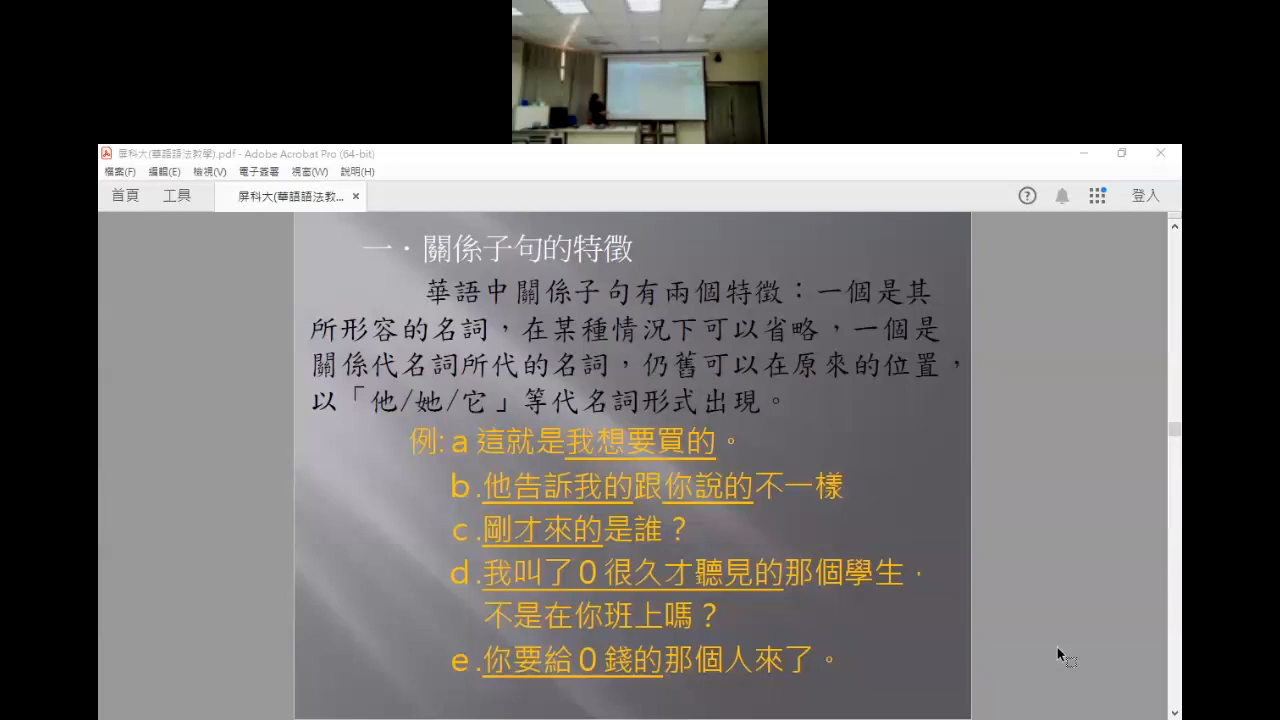 屏科大(華語語法教學).pdf - Adobe Acrobat Pro (64-bit)
檔案(F) 編輯(E) 檢視(V) 電子簽署 視窗(W) 說明(H)
首頁 工具 屏科大(華語語法教... × 登入
一．關係子句的特徵
華語中關係子句有兩個特徵：一個是其
所形容的名詞，在某種情況下可以省略，一個是
關係代名詞所代的名詞，仍舊可以在原來的位置，
以「他/她/它」等代名詞形式出現。
例: a 這就是我想要買的。
b.他告訴我的跟你說的不一樣
c.剛才來的是誰？
d.我叫了0很久才聽見的那個學生，
不是在你班上嗎？
e.你要給0錢的那個人來了。